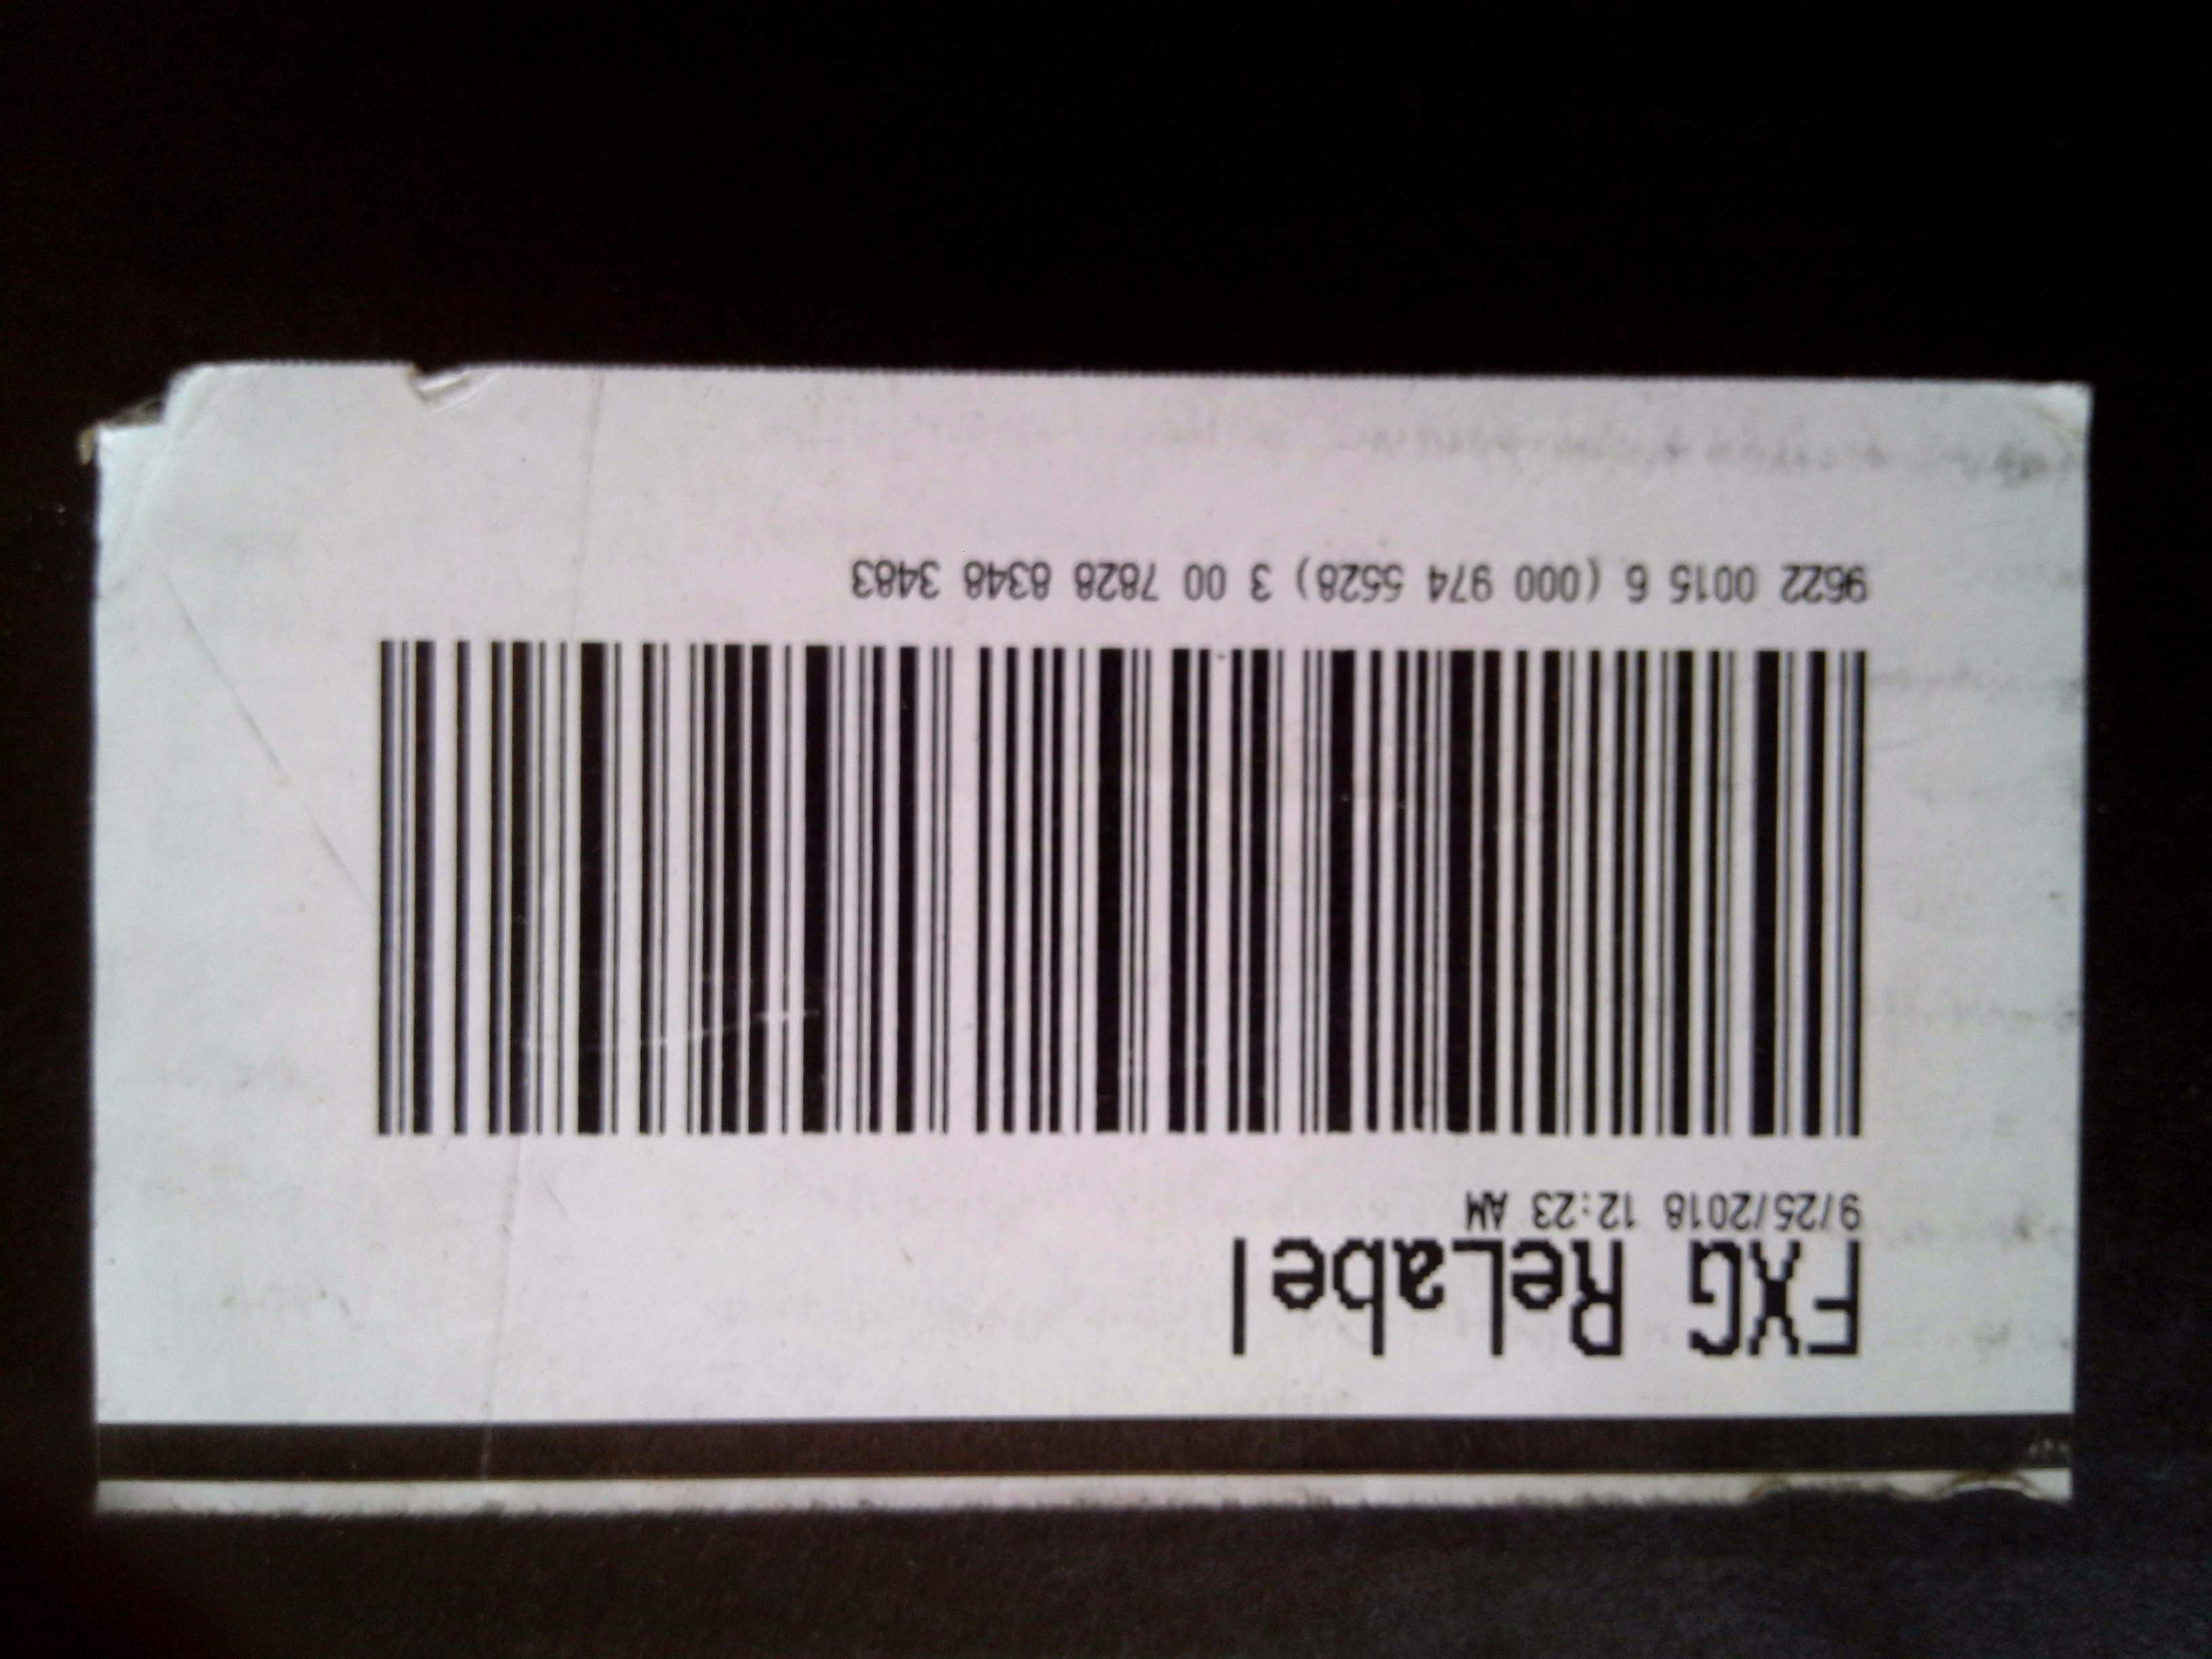 FXG ReLabel
9/25/2018 12:23 AM
9622 0015 6 (000 974 5528) 3 00 7828 8348 3483